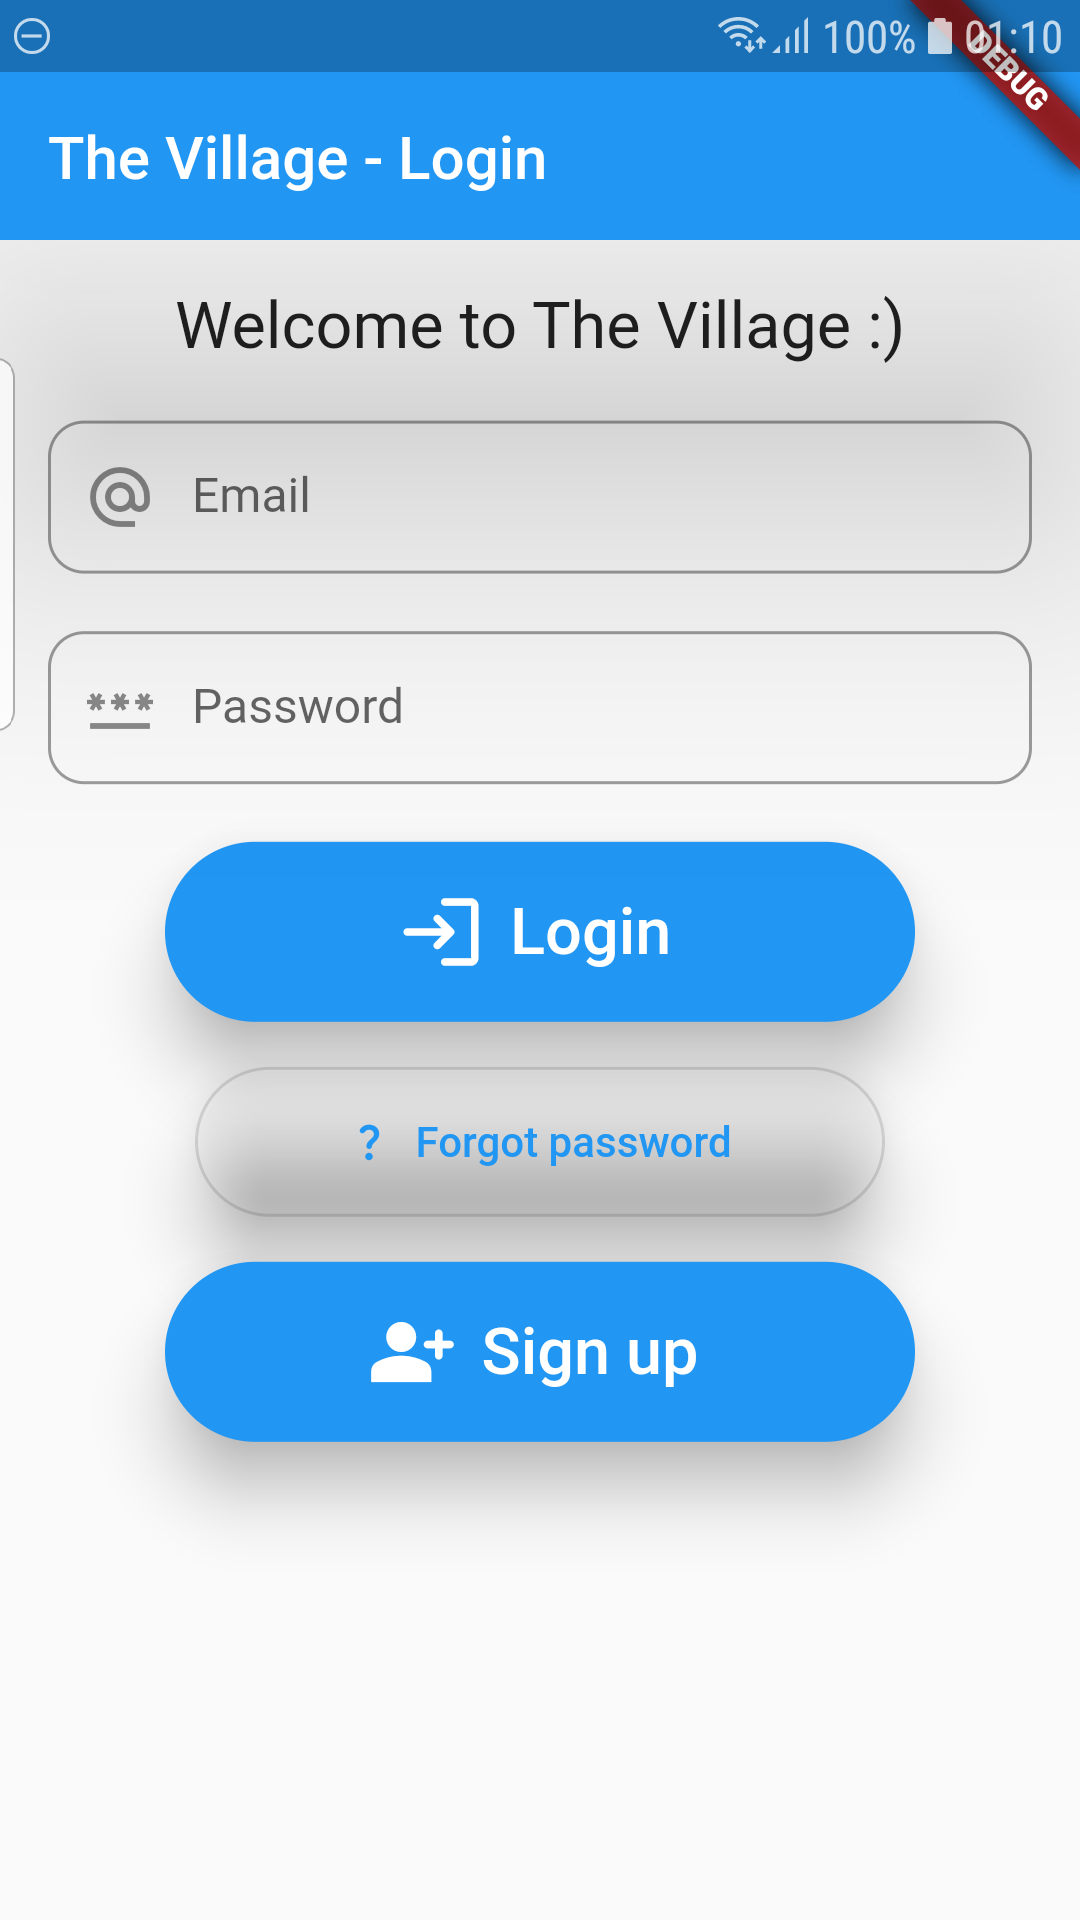 100% 01:10
DEBUG
The Village - Login
Welcome to The Village :)
Email
*** Password
Login
? Forgot password
Sign up